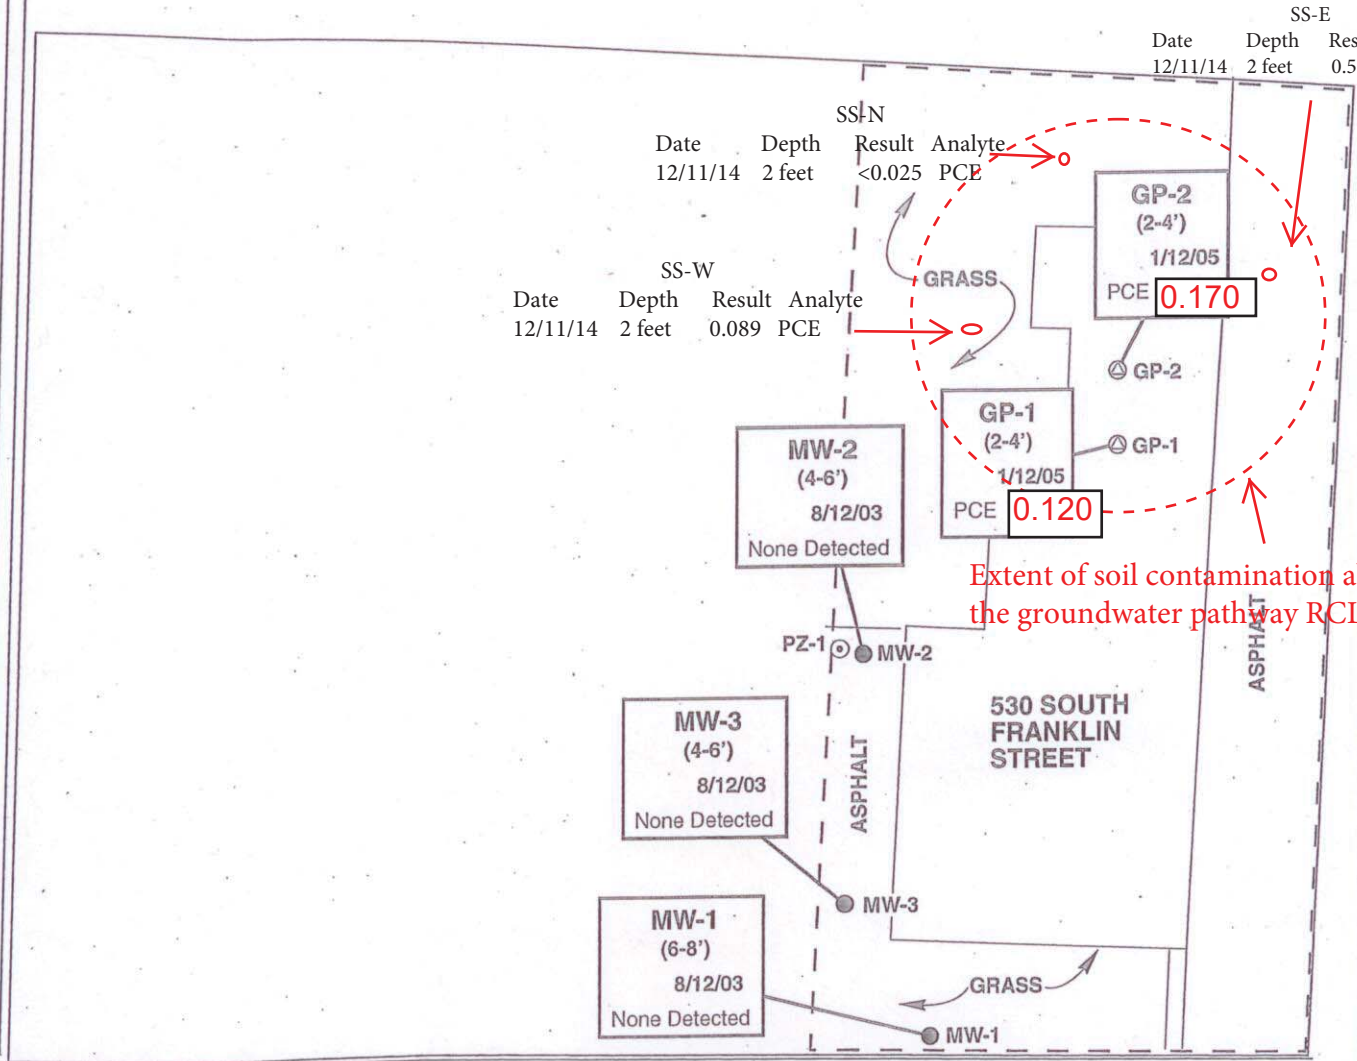 SS-E
Date Depth Res
12/11/14 2 feet 0.5
SS-N
Date Depth Result Analyte
12/11/14 2 feet <0.025 PCE
GP-2
(2-4')
1/12/05
PCE 0.170
SS-W
Date Depth Result Analyte
12/11/14 2 feet 0.089 PCE
GRASS
GP-2
GP-1
(2-4')
1/12/05
PCE 0.120
GP-1
MW-2
(4-6')
8/12/03
None Detected
Extent of soil contamination a
the groundwater pathway RCL
ASPHALT
PZ-1
MW-2
530 SOUTH
FRANKLIN
STREET
MW-3
(4-6')
8/12/03
None Detected
ASPHALT
MW-3
MW-1
(6-8')
8/12/03
None Detected
GRASS
MW-1